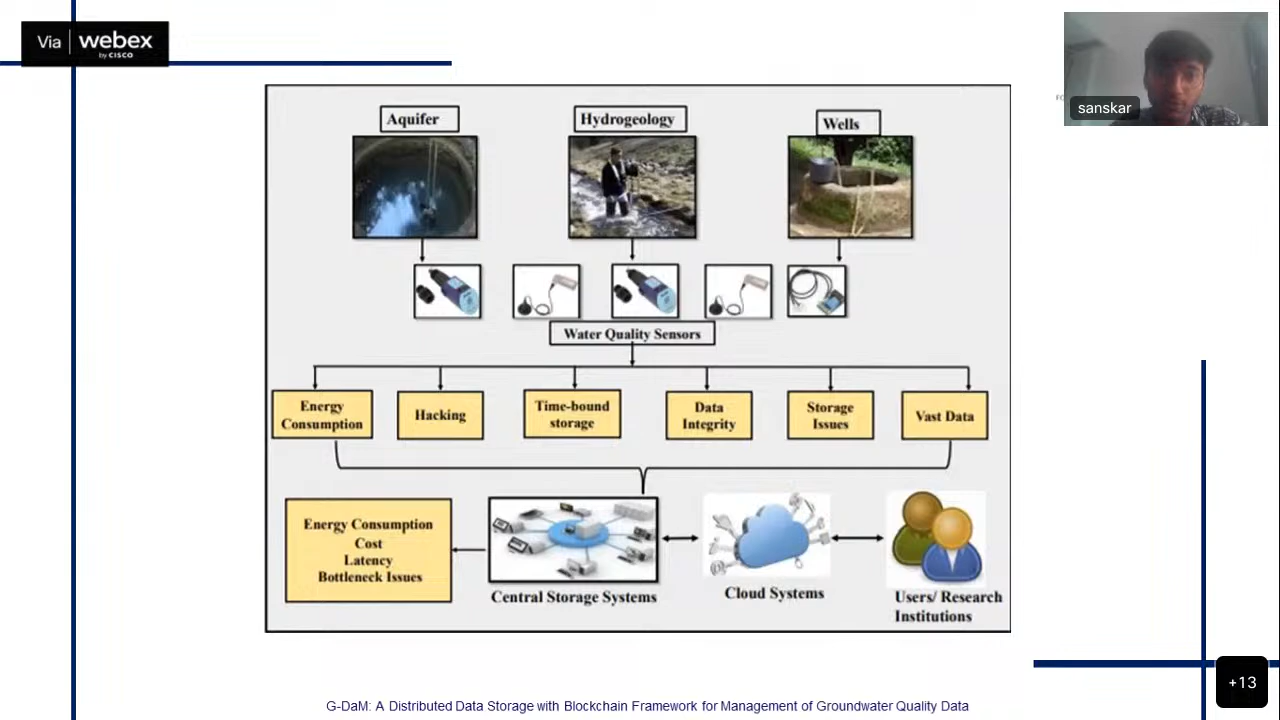 Via webex
by CISCO
sanskar
Aquifer
Hydrogeology
Wells
Water Quality Sensors
Energy
Consumption
Hacking
Time-bound
storage
Data
Integrity
Storage
Issues
Vast Data
Energy Consumption
Cost
Latency
Bottleneck Issues
Central Storage Systems
Cloud Systems
Users/ Research
Institutions
+13
G-DaM: A Distributed Data Storage with Blockchain Framework for Management of Groundwater Quality Data